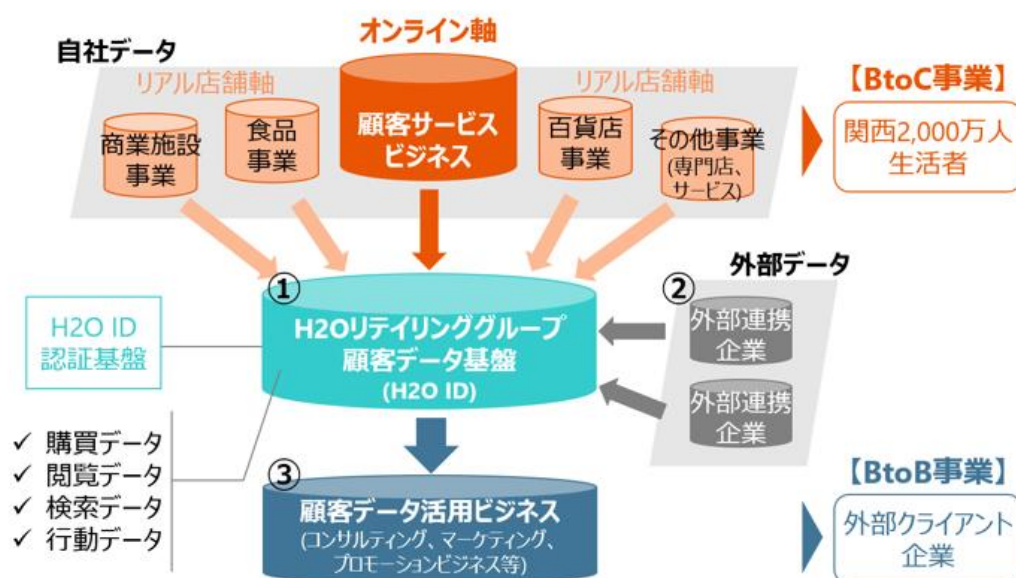 オンライン軸
自社データ
リアル店舗軸
リアル店舗軸
商業施設
事業
食品
事業
顧客サービス
ビジネス
百貨店
事業
その他事業
(専門店、
サービス)
【BtoC事業】
関西2,000万人
生活者
外部データ
①
H2Oリテイリンググループ
顧客データ基盤
(H2O ID)
②
外部連携
企業
外部連携
企業
H2O ID
認証基盤
✓ 購買データ
✓ 閲覧データ
✓ 検索データ
✓ 行動データ
③
顧客データ活用ビジネス
(コンサルティング、マーケティング、
プロモーションビジネス等)
【BtoB事業】
外部クライアント
企業